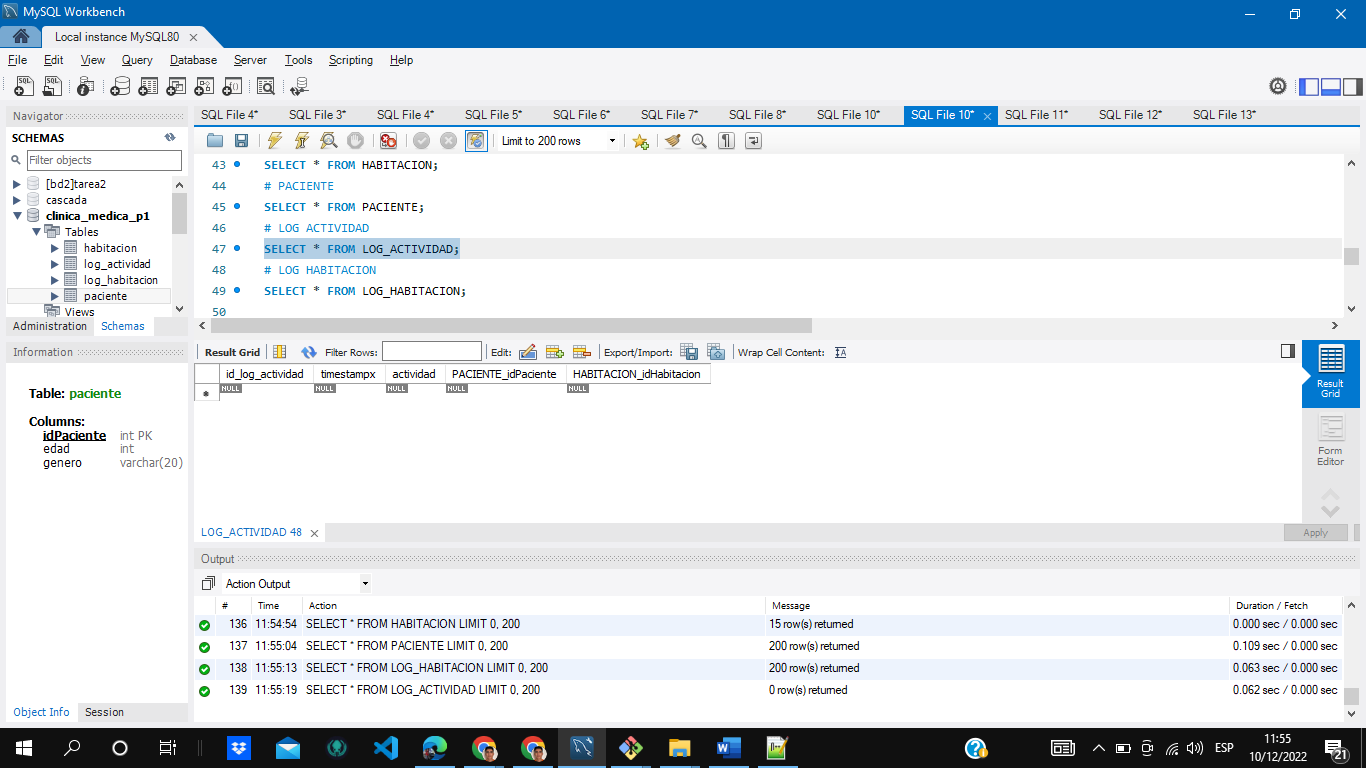 MySQL Workbench
Local instance MySQL80
File Edit View Query Database Server Tools Scripting Help
Navigator
SCHEMAS
Filter objects
[bd2]tarea2
cascada
clinica_medica_p1
Tables
habitacion
log_actividad
log_habitacion
paciente
Views
Administration Schemas
Information
Table: paciente
Columns:
idPaciente int PK
edad int
genero varchar(20)
Object Info Session
SQL File 4* SQL File 3* SQL File 4* SQL File 5* SQL File 6* SQL File 7* SQL File 8* SQL File 10* SQL File 10* SQL File 11* SQL File 12* SQL File 13*
Limit to 200 rows
43 SELECT * FROM HABITACION;
44 # PACIENTE
45 SELECT * FROM PACIENTE;
46 # LOG ACTIVIDAD
47 SELECT * FROM LOG_ACTIVIDAD;
48 # LOG HABITACION
49 SELECT * FROM LOG_HABITACION;
50
Result Grid Filter Rows: Edit: Export/Import: Wrap Cell Content:
id_log_actividad timestampx actividad PACIENTE_idPaciente HABITACION_idHabitacion
NULL NULL NULL NULL NULL
Result Grid
Form Editor
LOG_ACTIVIDAD 48
Apply
Output
Action Output
# Time Action Message Duration / Fetch
136 11:54:54 SELECT * FROM HABITACION LIMIT 0, 200 15 row(s) returned 0.000 sec / 0.000 sec
137 11:55:04 SELECT * FROM PACIENTE LIMIT 0, 200 200 row(s) returned 0.109 sec / 0.000 sec
138 11:55:13 SELECT * FROM LOG_HABITACION LIMIT 0, 200 200 row(s) returned 0.063 sec / 0.000 sec
139 11:55:19 SELECT * FROM LOG_ACTIVIDAD LIMIT 0, 200 0 row(s) returned 0.062 sec / 0.000 sec
ESP
11:55
10/12/2022
21